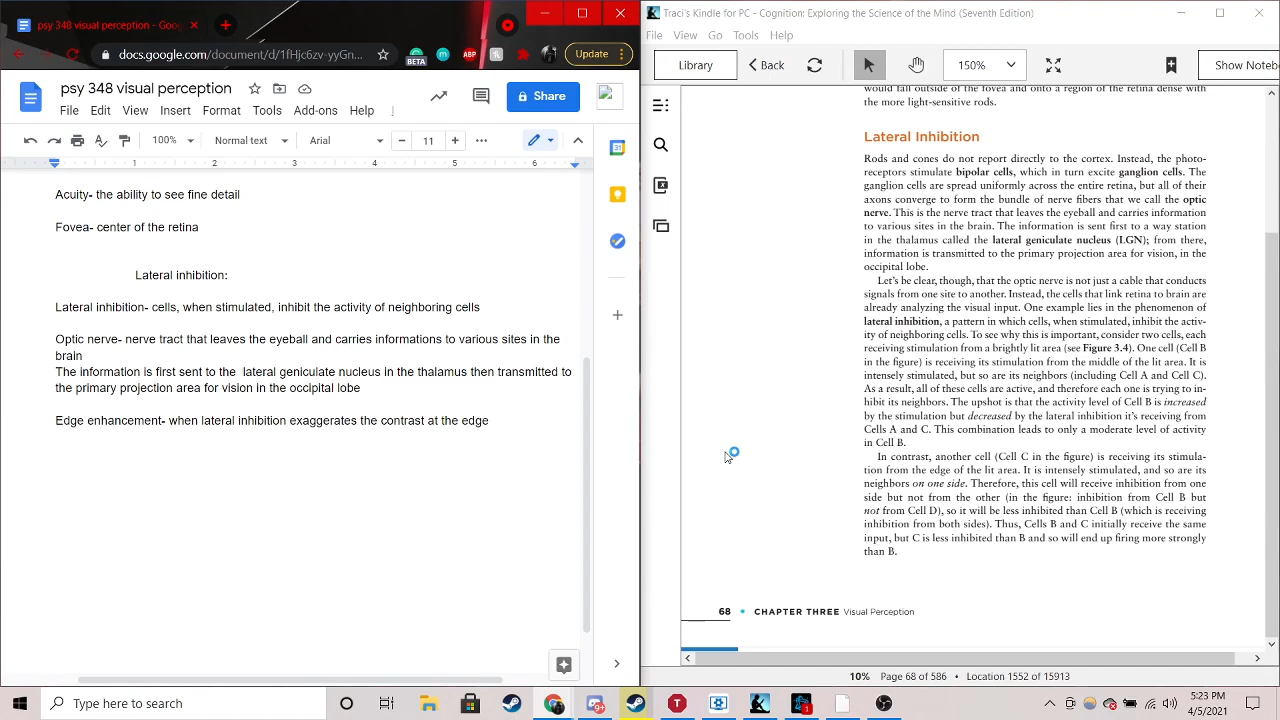 psy 348 visual perception - Goog
Traci's Kindle for PC - Cognition: Exploring the Science of the Mind (Seventh Edition)
docs.google.com/document/d/1fHjc6zv-yyGn...
BETA
ABP
Update
File View Go Tools Help
psy 348 visual perception
Share
File Edit View Insert Format Tools Add-ons Help
Library
Back
150%
Show Noteb
100%
Normal text
Arial
11
1 2 3 4 5 6
31
Acuity- the ability to see fine detail
Fovea- center of the retina
Lateral inhibition:
Lateral inhibition- cells, when stimulated, inhibit the activity of neighboring cells
Optic nerve- nerve tract that leaves the eyeball and carries informations to various sites in the
brain
The information is first sent to the lateral geniculate nucleus in the thalamus then transmitted to
the primary projection area for vision in the occipital lobe
Edge enhancement- when lateral inhibition exaggerates the contrast at the edge
would fall outside of the fovea and onto a region of the retina dense with
the more light-sensitive rods.
Lateral Inhibition
Rods and cones do not report directly to the cortex. Instead, the photo-
receptors stimulate bipolar cells, which in turn excite ganglion cells. The
ganglion cells are spread uniformly across the entire retina, but all of their
axons converge to form the bundle of nerve fibers that we call the optic
nerve. This is the nerve tract that leaves the eyeball and carries information
to various sites in the brain. The information is sent first to a way station
in the thalamus called the lateral geniculate nucleus (LGN); from there,
information is transmitted to the primary projection area for vision, in the
occipital lobe.
Let's be clear, though, that the optic nerve is not just a cable that conducts
signals from one site to another. Instead, the cells that link retina to brain are
already analyzing the visual input. One example lies in the phenomenon of
lateral inhibition, a pattern in which cells, when stimulated, inhibit the activ-
ity of neighboring cells. To see why this is important, consider two cells, each
receiving stimulation from a brightly lit area (see Figure 3.4). One cell (Cell B
in the figure) is receiving its stimulation from the middle of the lit area. It is
intensely stimulated, but so are its neighbors (including Cell A and Cell C).
As a result, all of these cells are active, and therefore each one is trying to in-
hibit its neighbors. The upshot is that the activity level of Cell B is increased
by the stimulation but decreased by the lateral inhibition it's receiving from
Cells A and C. This combination leads to only a moderate level of activity
in Cell B.
In contrast, another cell (Cell C in the figure) is receiving its stimula-
tion from the edge of the lit area. It is intensely stimulated, and so are its
neighbors on one side. Therefore, this cell will receive inhibition from one
side but not from the other (in the figure: inhibition from Cell B but
not from Cell D), so it will be less inhibited than Cell B (which is receiving
inhibition from both sides). Thus, Cells B and C initially receive the same
input, but C is less inhibited than B and so will end up firing more strongly
than B.
68 • CHAPTER THREE Visual Perception
10% Page 68 of 586 • Location 1552 of 15913
Type here to search
T
1
5:23 PM
4/5/2021